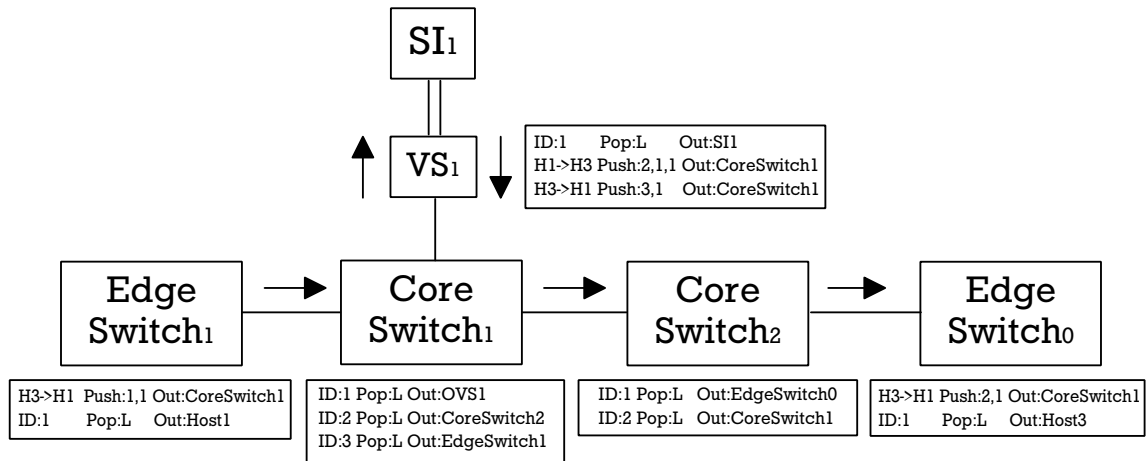 SI1
VS1
ID:1 Pop:L Out:SI1
H1->H3 Push:2,1,1 Out:CoreSwitch1
H3->H1 Push:3,1 Out:CoreSwitch1
Edge
Switch1
Core
Switch1
Core
Switch2
Edge
Switch0
H3->H1 Push:1,1 Out:CoreSwitch1
ID:1 Pop:L Out:Host1
ID:1 Pop:L Out:OVS1
ID:2 Pop:L Out:CoreSwitch2
ID:3 Pop:L Out:EdgeSwitch1
ID:1 Pop:L Out:EdgeSwitch0
ID:2 Pop:L Out:CoreSwitch1
H3->H1 Push:2,1 Out:CoreSwitch1
ID:1 Pop:L Out:Host3